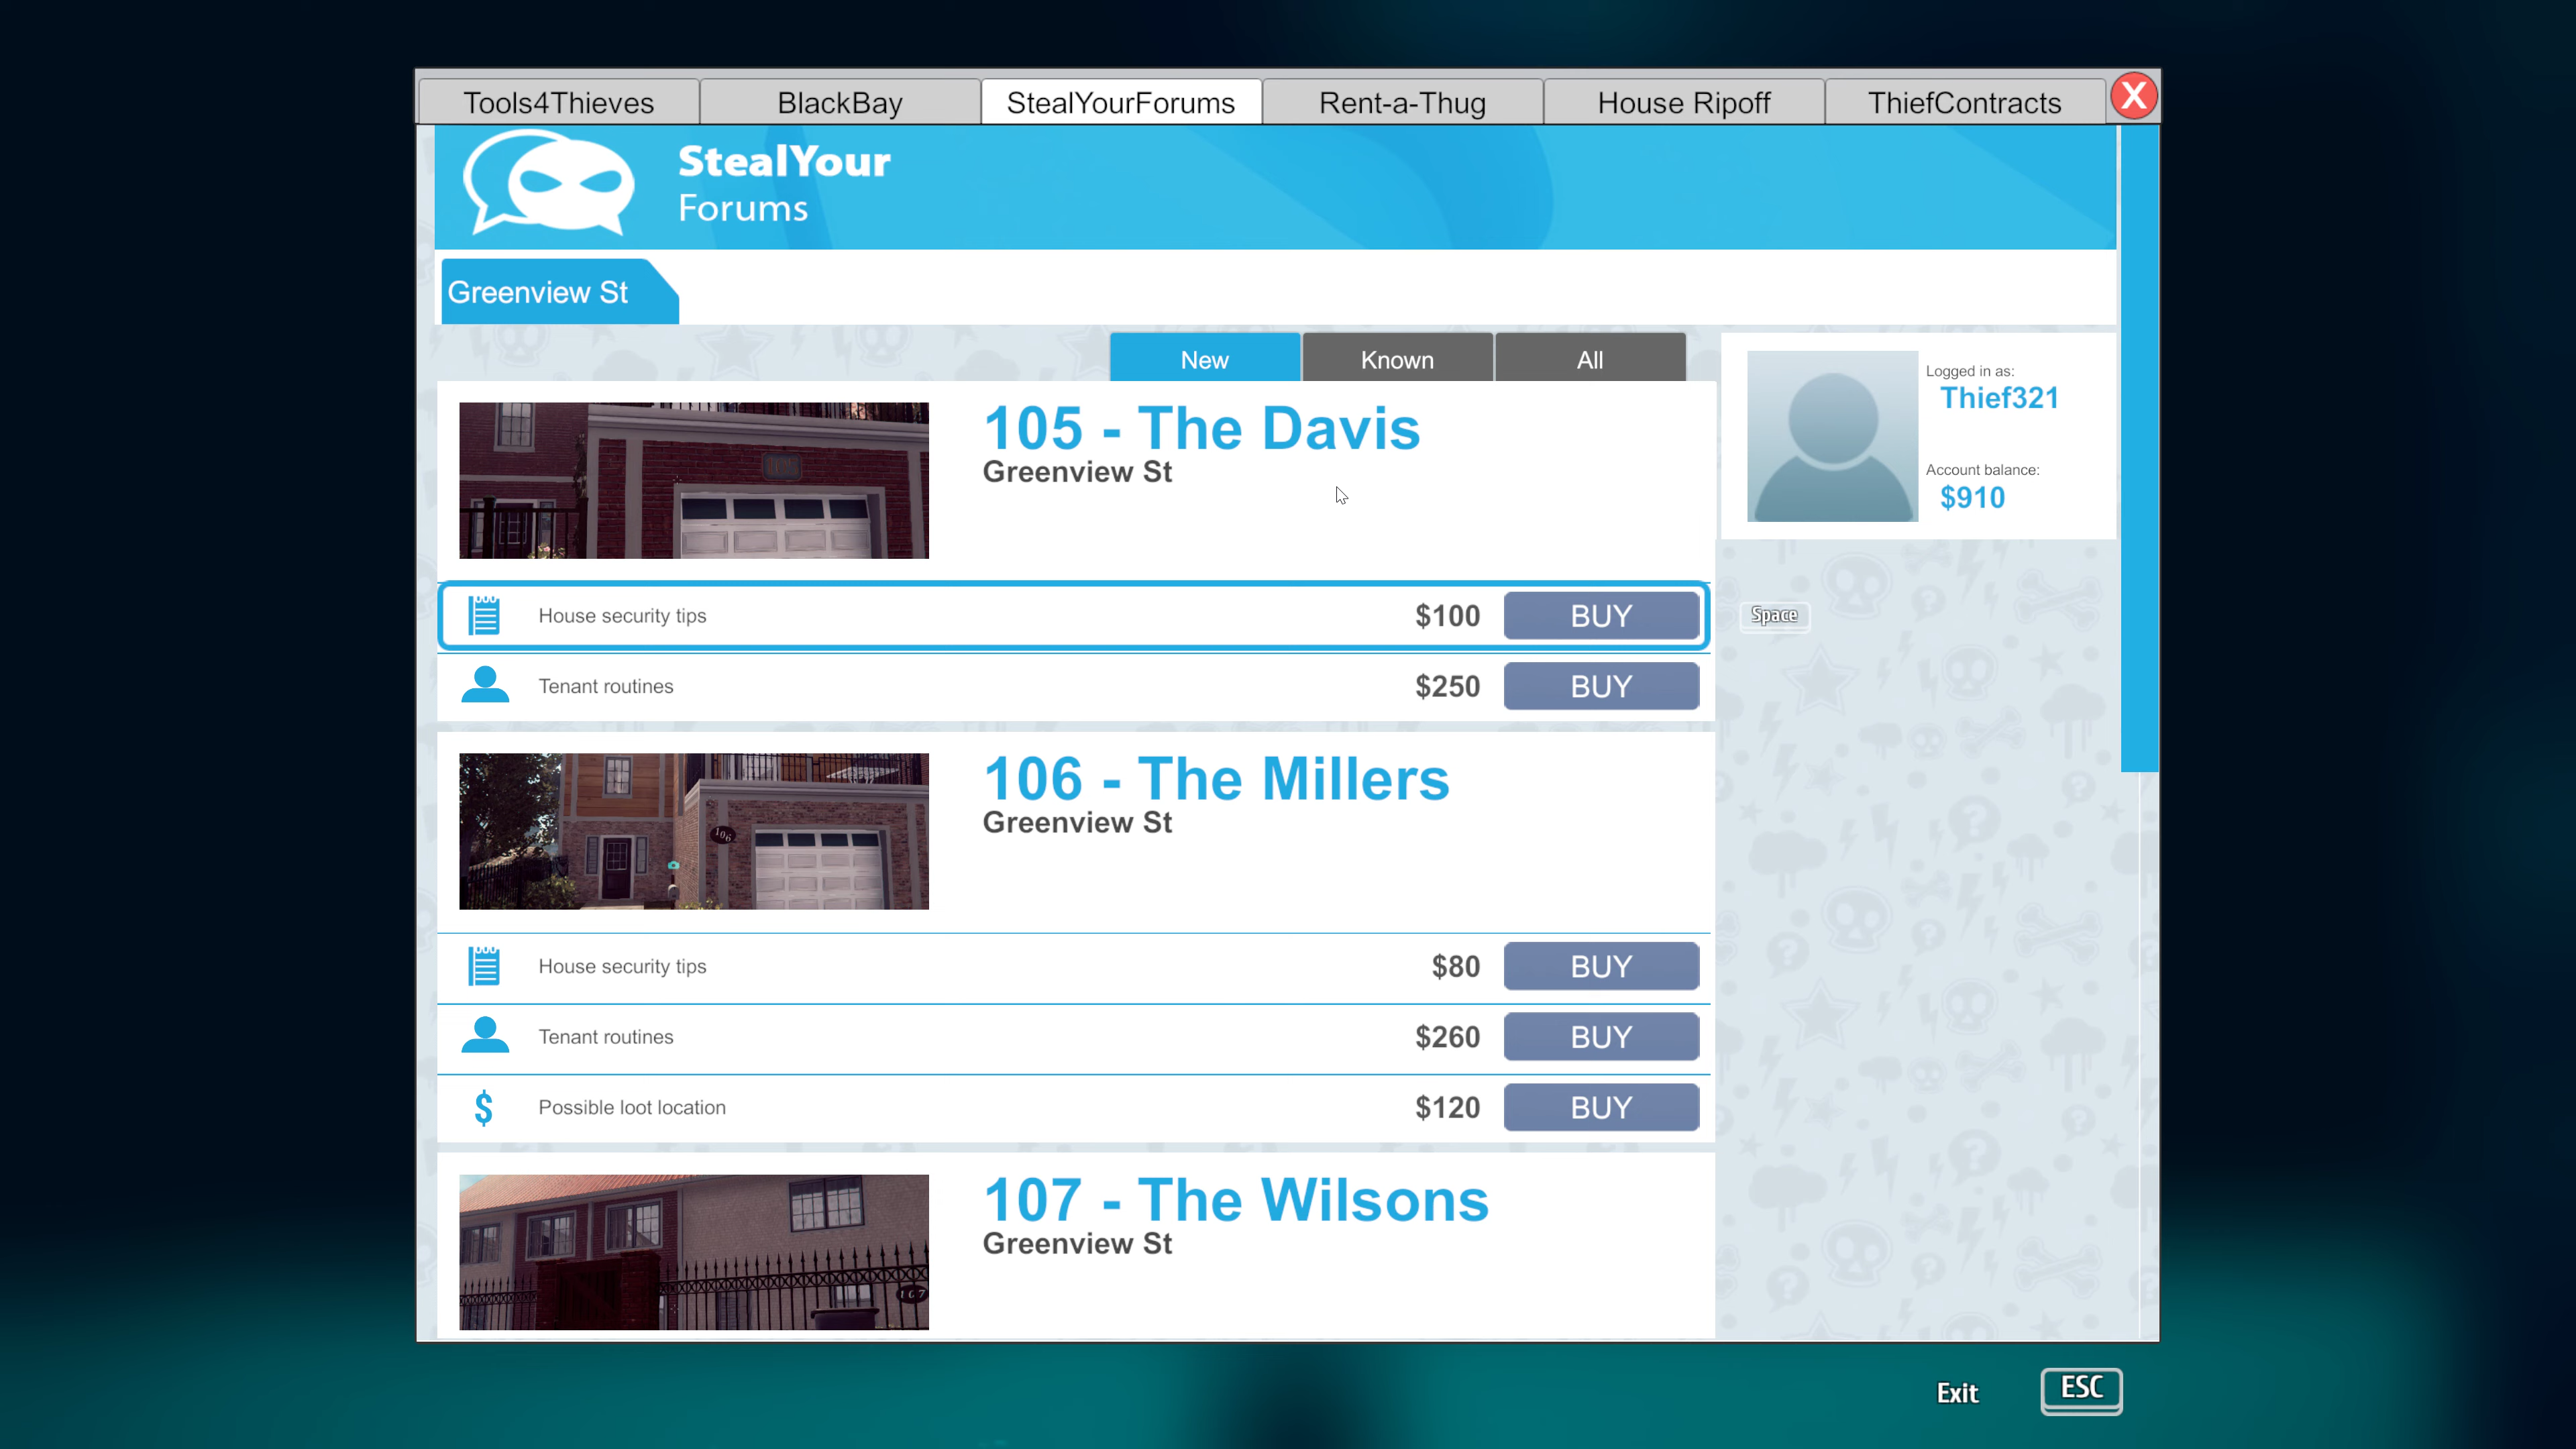 Tools4Thieves
BlackBay
StealYourForums
Rent-a-Thug
House Ripoff
ThiefContracts
X
StealYour
Forums
Greenview St
New
Known
All
Logged in as:
Thief321
Account balance:
$910
105 - The Davis
Greenview St
House security tips $100 BUY
Space
Tenant routines $250 BUY
106
106 - The Millers
Greenview St
House security tips $80 BUY
Tenant routines $260 BUY
$ Possible loot location $120 BUY
107
107 - The Wilsons
Greenview St
Exit ESC